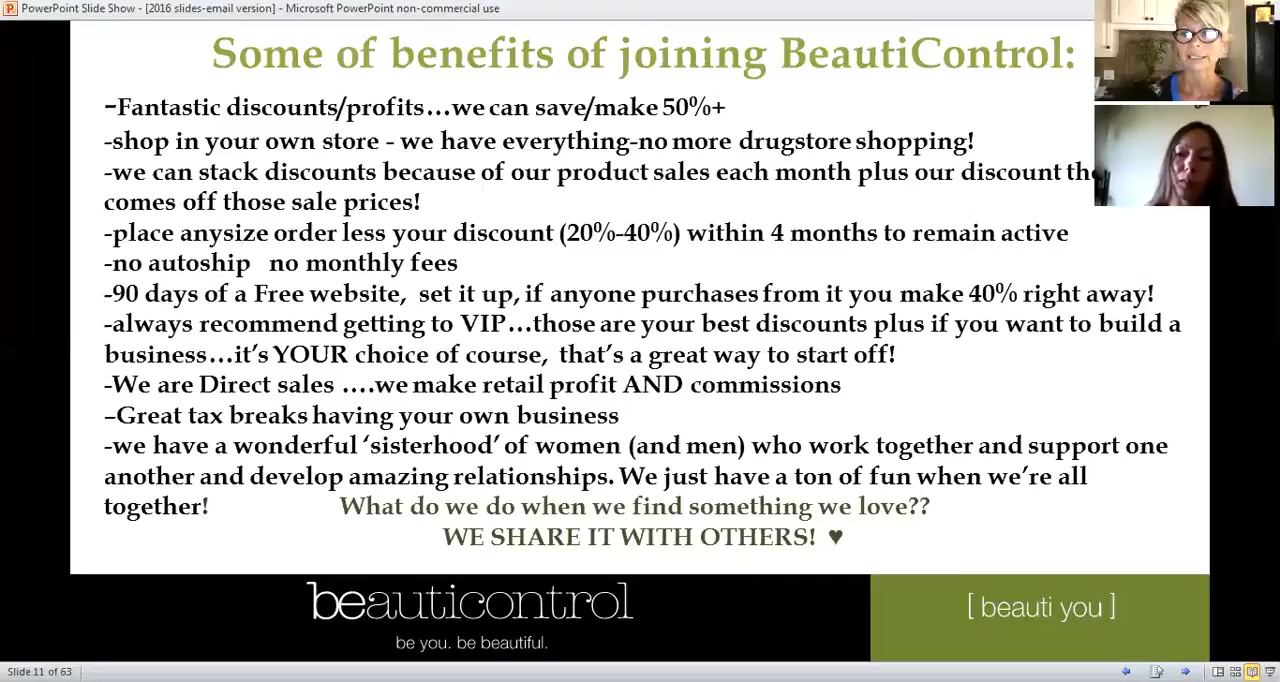 PowerPoint Slide Show - [2016 slides-email version] - Microsoft PowerPoint non-commercial use
Some of benefits of joining BeautiControl:
-Fantastic discounts/profits…we can save/make 50%+
-shop in your own store - we have everything-no more drugstore shopping!
-we can stack discounts because of our product sales each month plus our discount
comes off those sale prices!
-place anysize order less your discount (20%-40%) within 4 months to remain active
-no autoship   no monthly fees
-90 days of a Free website,  set it up, if anyone purchases from it you make 40% right away!
-always recommend getting to VIP…those are your best discounts plus if you want to build a
business…it’s YOUR choice of course,  that’s a great way to start off!
-We are Direct sales ….we make retail profit AND commissions
–Great tax breaks having your own business
-we have a wonderful ‘sisterhood’ of women (and men) who work together and support one
another and develop amazing relationships. We just have a ton of fun when we’re all
together!   What do we do when we find something we love??
WE SHARE IT WITH OTHERS! ♥
beauticontrol
be you. be beautiful.
[ beauti you ]
Slide 11 of 63